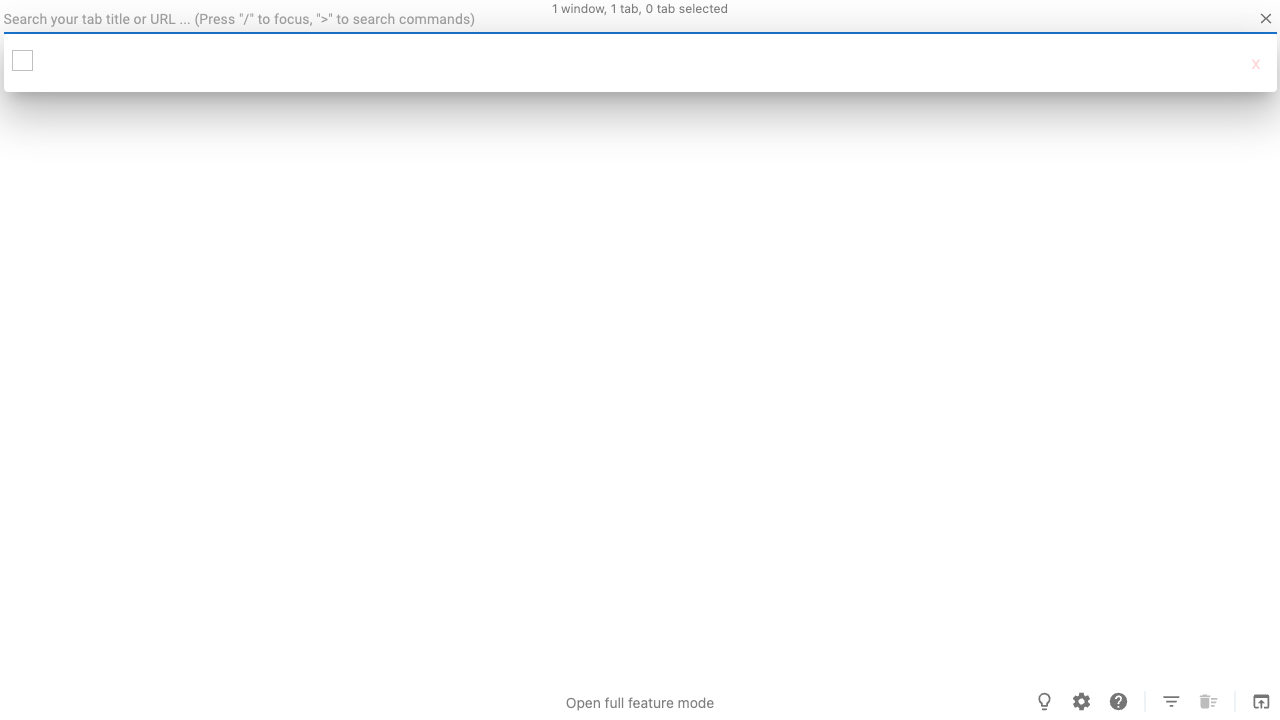 1 window, 1 tab, 0 tab selected
Search your tab title or URL ... (Press "/" to focus, ">" to search commands)
x
Open full feature mode